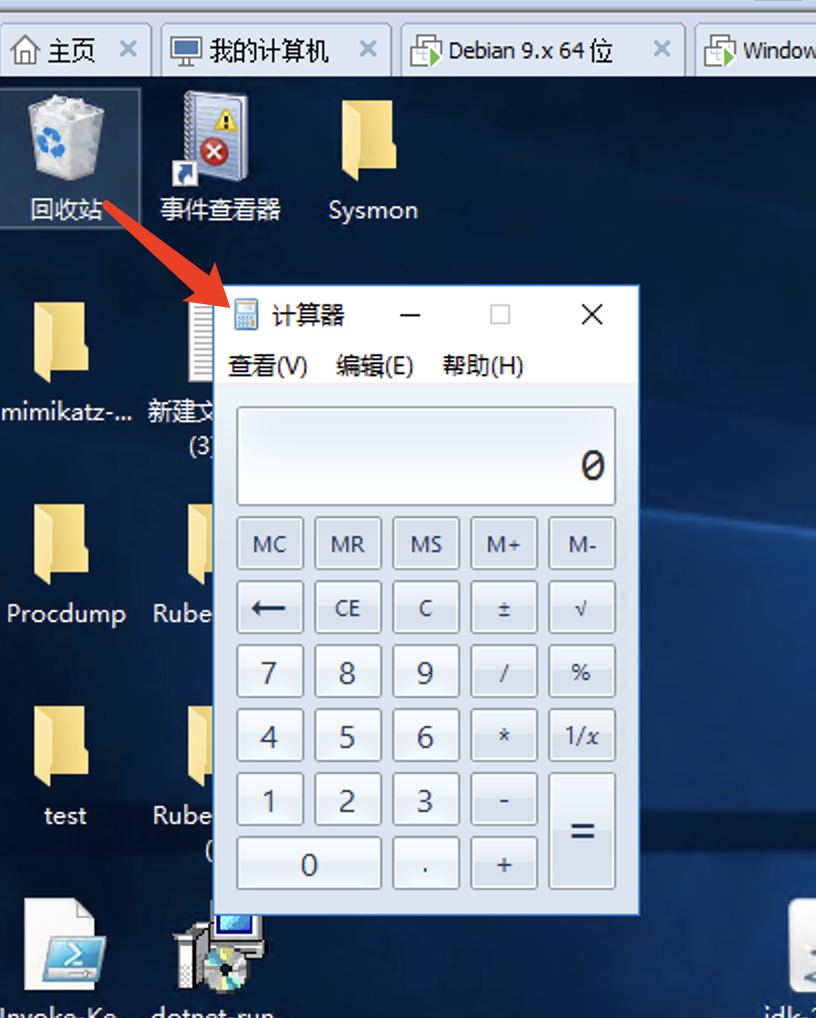 主页
我的计算机
Debian 9.x 64 位
Window
回收站
事件查看器
Sysmon
计算器
查看(V) 编辑(E) 帮助(H)
mimikatz-...
新建文
(3)
0
MC MR MS M+ M-
← CE C ± √
Procdump
Rube
7 8 9 / %
4 5 6 * 1/x
1 2 3 -
=
0 . +
test
Rube
(
Invoke-Ke...
dotnet-run
jdk-